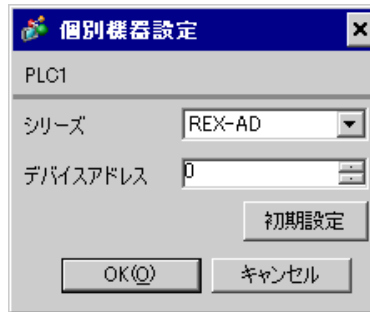 個別機器設定
PLC1
シリーズ REX-AD
デバイスアドレス 0
初期設定
OK(O) キャンセル